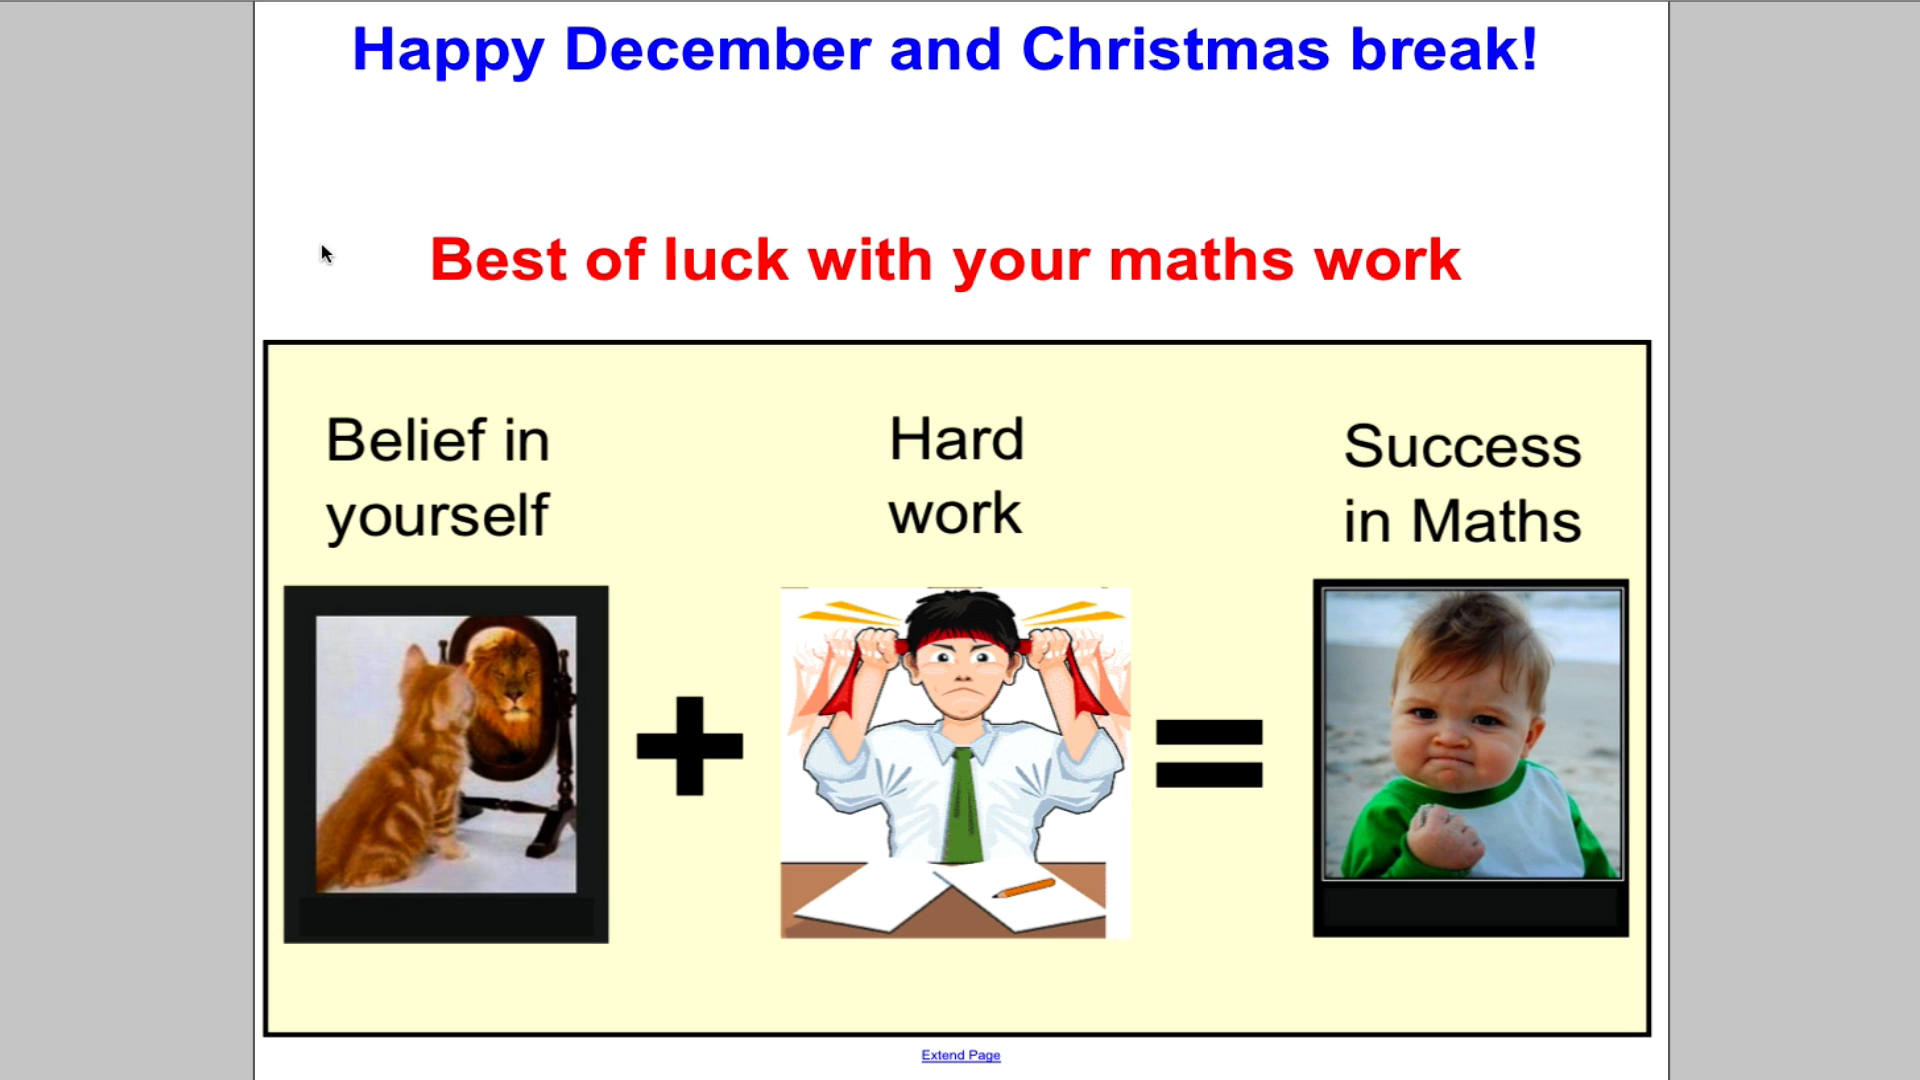 Happy December and Christmas break!
Best of luck with your maths work
Belief in
yourself
Hard
work
Success
in Maths
Extend Page